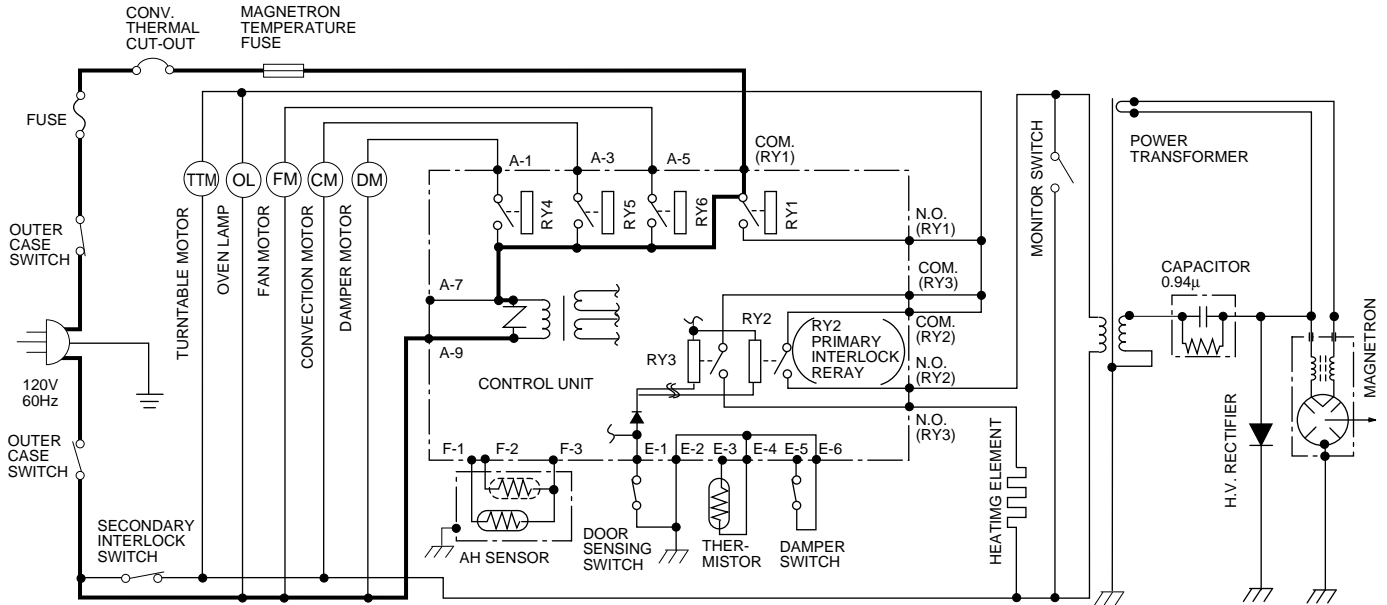 CONV.
THERMAL
CUT-OUT
MAGNETRON
TEMPERATURE
FUSE
FUSE
OUTER
CASE
SWITCH
120V
60Hz
OUTER
CASE
SWITCH
SECONDARY
INTERLOCK
SWITCH
TTM
OL
FM
CM
DM
TURNTABLE MOTOR
OVEN LAMP
FAN MOTOR
CONVECTION MOTOR
DAMPER MOTOR
A-1
A-3
A-5
COM.
(RY1)
RY4
RY5
RY6
RY1
N.O.
(RY1)
COM.
(RY3)
COM.
(RY2)
N.O.
(RY2)
N.O.
(RY3)
A-7
A-9
CONTROL UNIT
RY3
RY2
RY2
PRIMARY
INTERLOCK
RERAY
F-1
F-2
F-3
E-1
E-2
E-3
E-4
E-5
E-6
AH SENSOR
DOOR
SENSING
SWITCH
THER-
MISTOR
DAMPER
SWITCH
HEATIMG ELEMENT
MONITOR SWITCH
POWER
TRANSFORMER
CAPACITOR
0.94μ
H.V. RECTIFIER
MAGNETRON